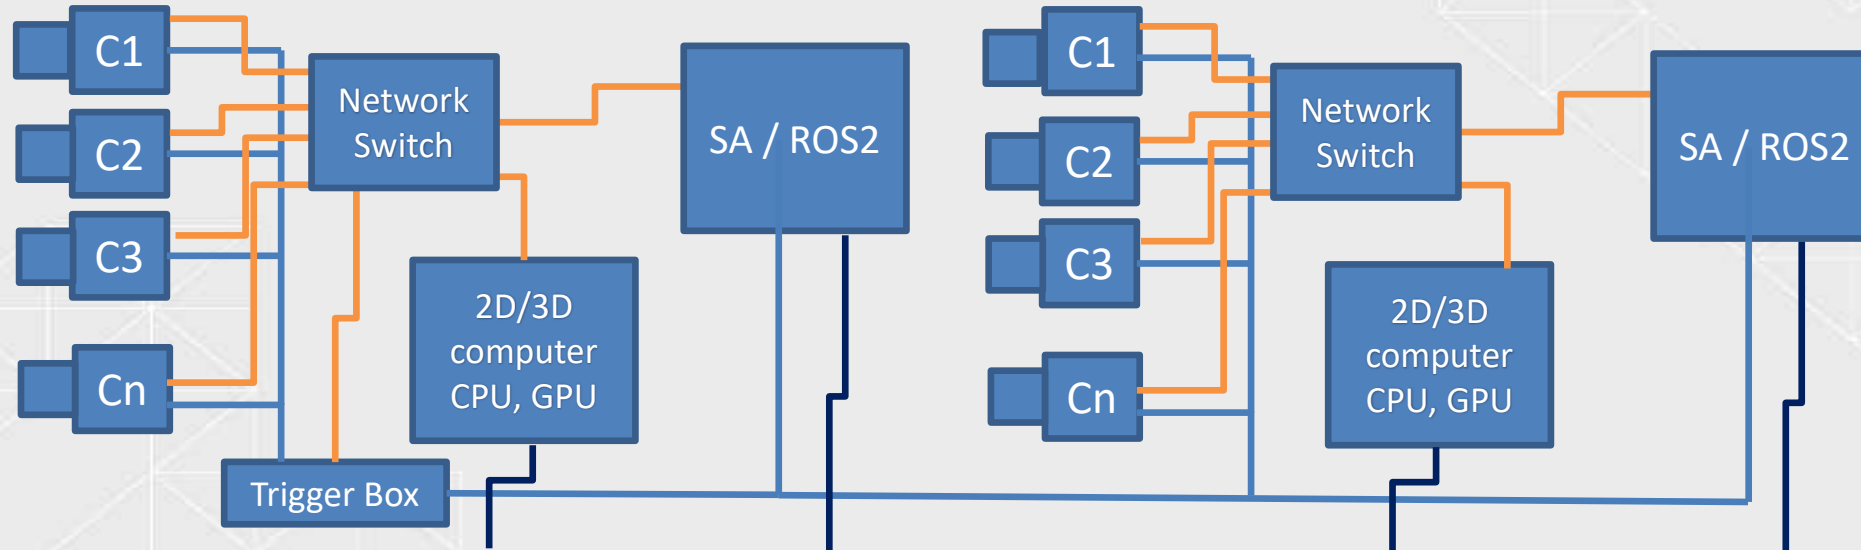 C1
C2
C3
Cn
Network
Switch
SA / ROS2
2D/3D
computer
CPU, GPU
Trigger Box
C1
C2
C3
Cn
Network
Switch
SA / ROS2
2D/3D
computer
CPU, GPU